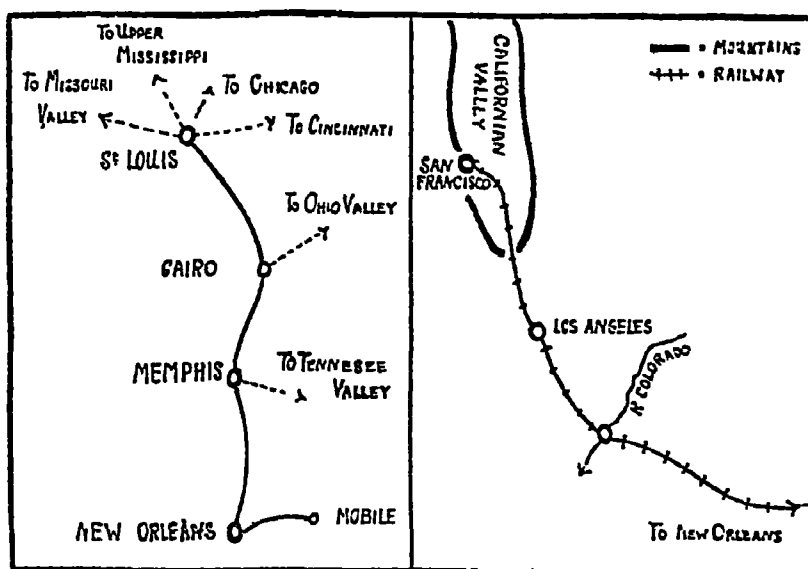 To UPPER
MISSISSIPPI
To MISSOURI
VALLEY
To CHICAGO
To CINCINNATI
St LOUIS
To OHIO VALLEY
CAIRO
MEMPHIS
To TENNESEE
VALLEY
NEW ORLEANS
MOBILE
CALIFORNIAN
VALLEY
MOUNTAINS
RAILWAY
SAN
FRANCISCO
LOS ANGELES
R COLORADO
To NEW ORLEANS